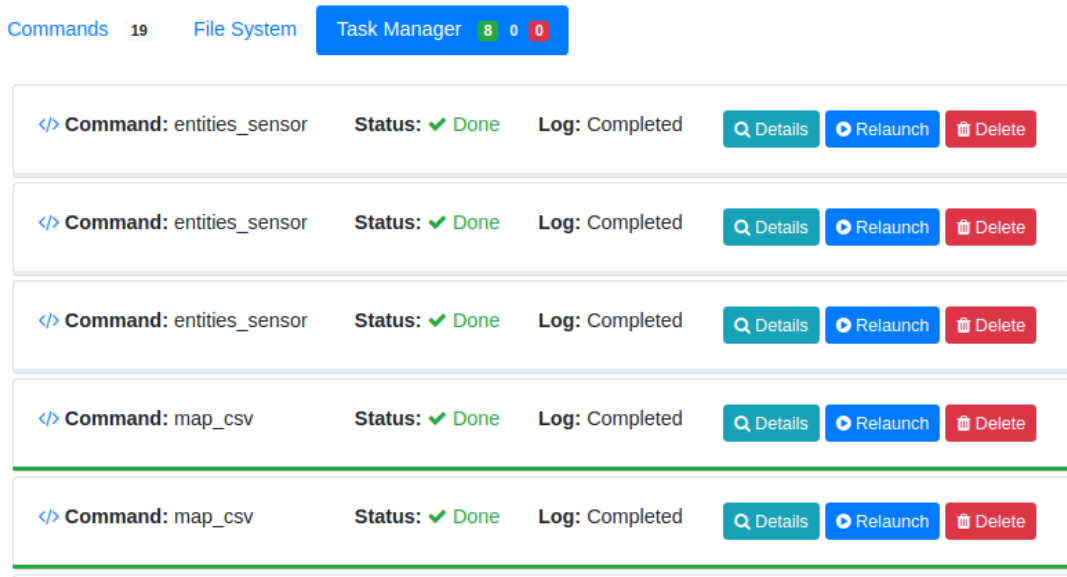 Commands 19 File System Task Manager 8 0 0
</> Command: entities_sensor Status: ✔ Done Log: Completed Details Relaunch Delete
</> Command: entities_sensor Status: ✔ Done Log: Completed Details Relaunch Delete
</> Command: entities_sensor Status: ✔ Done Log: Completed Details Relaunch Delete
</> Command: map_csv Status: ✔ Done Log: Completed Details Relaunch Delete
</> Command: map_csv Status: ✔ Done Log: Completed Details Relaunch Delete